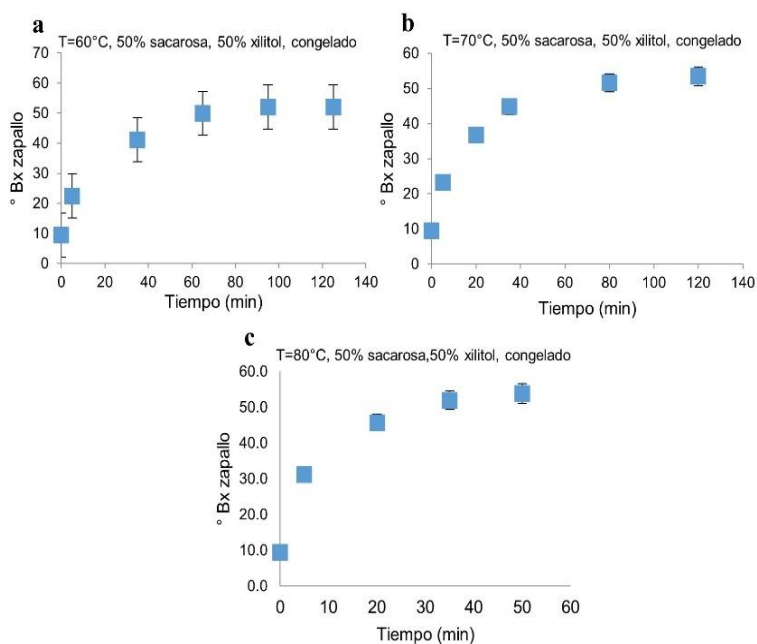 a
T=60°C, 50% sacarosa, 50% xilitol, congelado
70
60
50
40
30
20
10
0
° Bx zapallo
0 20 40 60 80 100 120 140
Tiempo (min)
b
T=70°C, 50% sacarosa, 50% xilitol, congelado
60
50
40
30
20
10
0
° Bx zapallo
0 20 40 60 80 100 120 140
Tiempo (min)
c
T=80°C, 50% sacarosa,50% xilitol, congelado
60.0
50.0
40.0
30.0
20.0
10.0
0.0
° Bx zapallo
0 10 20 30 40 50 60
Tiempo (min)